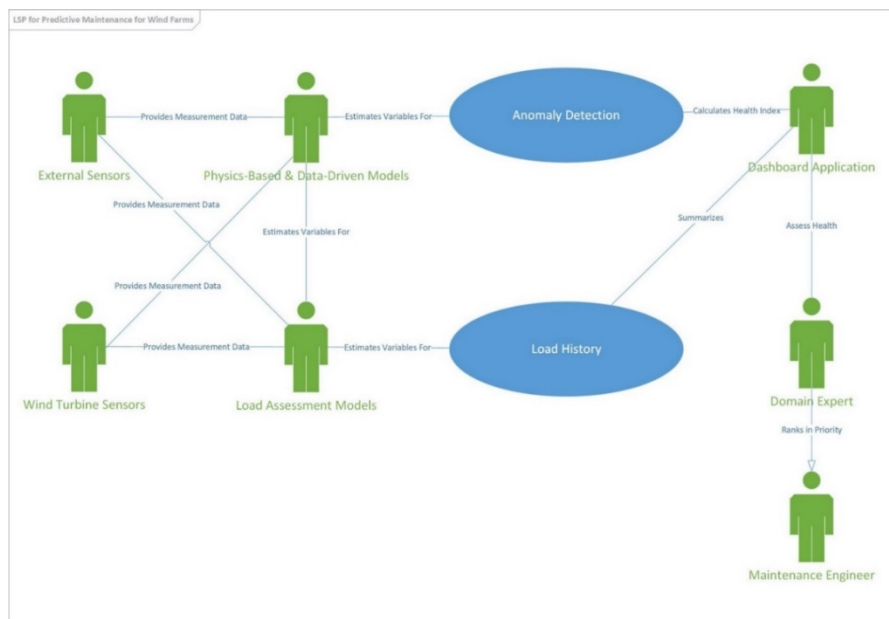 LSP for Predictive Maintenance for Wind Farms
Provides Measurement Data
Estimates Variables For
Anomaly Detection
Calculates Health Index
External Sensors
Physics-Based & Data-Driven Models
Dashboard Application
Provides Measurement Data
Summarizes
Assess Health
Estimates Variables For
Provides Measurement Data
Provides Measurement Data
Estimates Variables For
Load History
Wind Turbine Sensors
Load Assessment Models
Domain Expert
Ranks in Priority
Maintenance Engineer